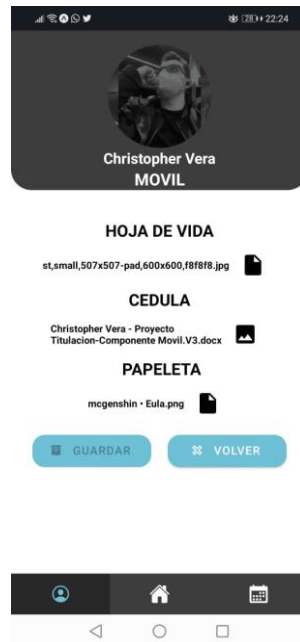 28 22:24
Christopher Vera
MOVIL
HOJA DE VIDA
st,small,507x507-pad,600x600,f8f8f8.jpg
CEDULA
Christopher Vera - Proyecto
Titulacion-Componente Movil.V3.docx
PAPELETA
mcgenshin • Eula.png
GUARDAR
VOLVER